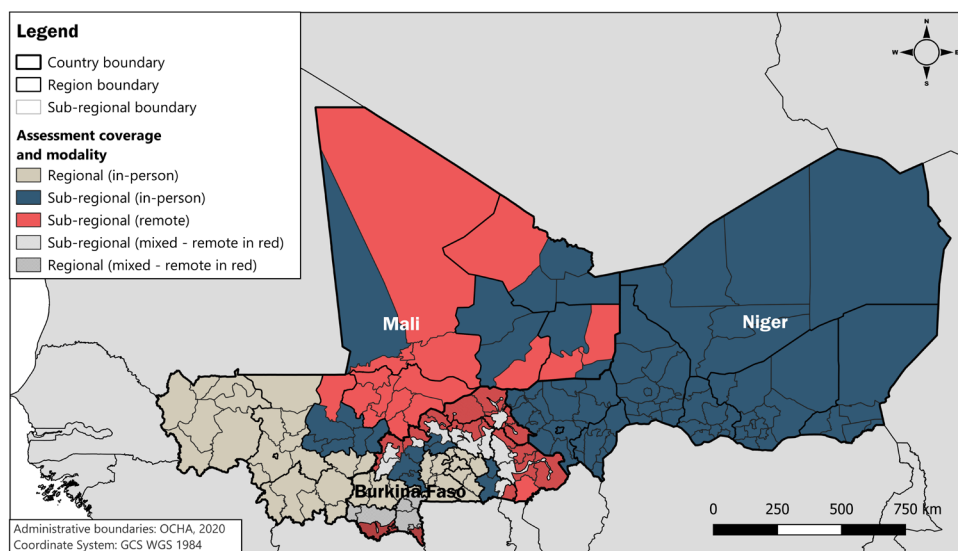 Legend
Country boundary
Region boundary
Sub-regional boundary
Assessment coverage
and modality
Regional (in-person)
Sub-regional (in-person)
Sub-regional (remote)
Sub-regional (mixed - remote in red)
Regional (mixed - remote in red)
N
W
E
S
Mali
Niger
Burkina Faso
0 250 500 750 km
Administrative boundaries: OCHA, 2020
Coordinate System: GCS WGS 1984